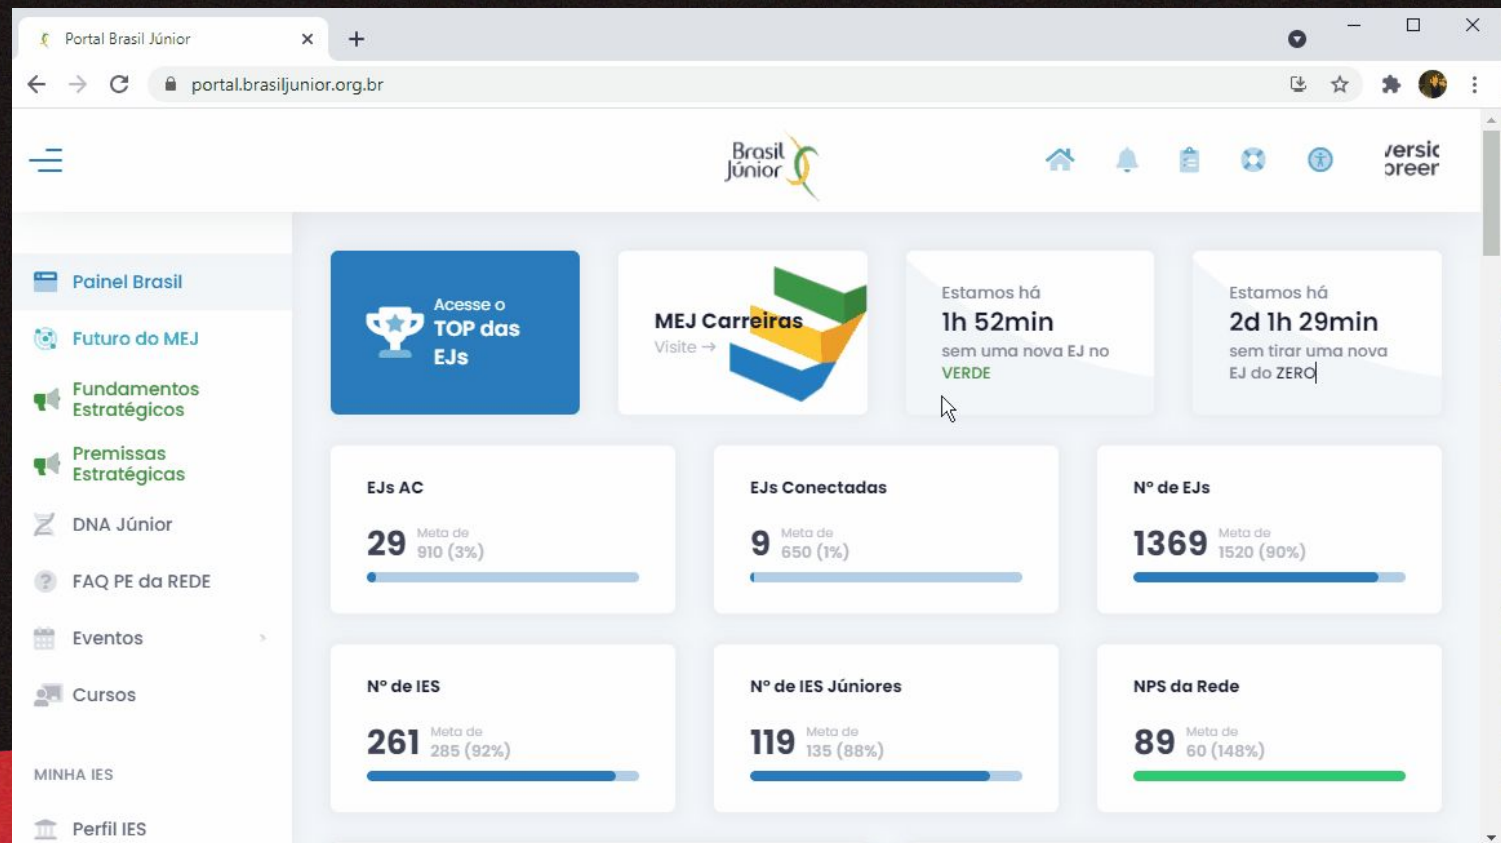 Portal Brasil Júnior
portal.brasiljunior.org.br
Brasil
Júnior
Painel Brasil
Futuro do MEJ
Fundamentos
Estratégicos
Premissas
Estratégicas
DNA Júnior
FAQ PE da REDE
Eventos
Cursos
MINHA IES
Perfil IES
Acesse o
TOP das
EJs
MEJ Carreiras
Visite →
Estamos há
1h 52min
sem uma nova EJ no
VERDE
Estamos há
2d 1h 29min
sem tirar uma nova
EJ do ZERO
EJs AC
29 Meta de
910 (3%)
EJs Conectadas
9 Meta de
650 (1%)
Nº de EJs
1369 Meta de
1520 (90%)
Nº de IES
261 Meta de
285 (92%)
Nº de IES Júniores
119 Meta de
135 (88%)
NPS da Rede
89 Meta de
60 (148%)